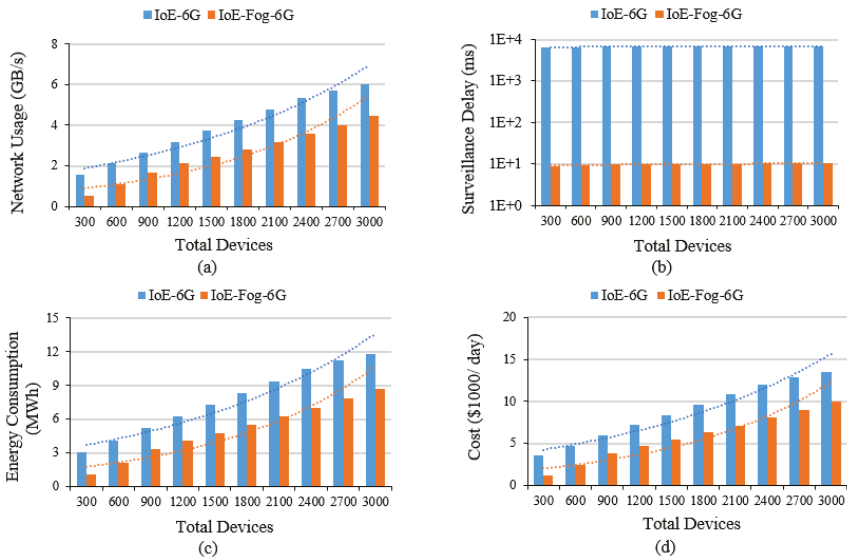 IoE-6G IoE-Fog-6G
Network Usage (GB/s)
8
6
4
2
0
300 600 900 1200 1500 1800 2100 2400 2700 3000
Total Devices
(a)
IoE-6G IoE-Fog-6G
Surveillance Delay (ms)
1E+4
1E+3
1E+2
1E+1
1E+0
300 600 900 1200 1500 1800 2100 2400 2700 3000
Total Devices
(b)
IoE-6G IoE-Fog-6G
Energy Consumption
(MWh)
15
12
9
6
3
0
300 600 900 1200 1500 1800 2100 2400 2700 3000
Total Devices
(c)
IoE-6G IoE-Fog-6G
Cost ($1000/ day)
20
15
10
5
0
300 600 900 1200 1500 1800 2100 2400 2700 3000
Total Devices
(d)